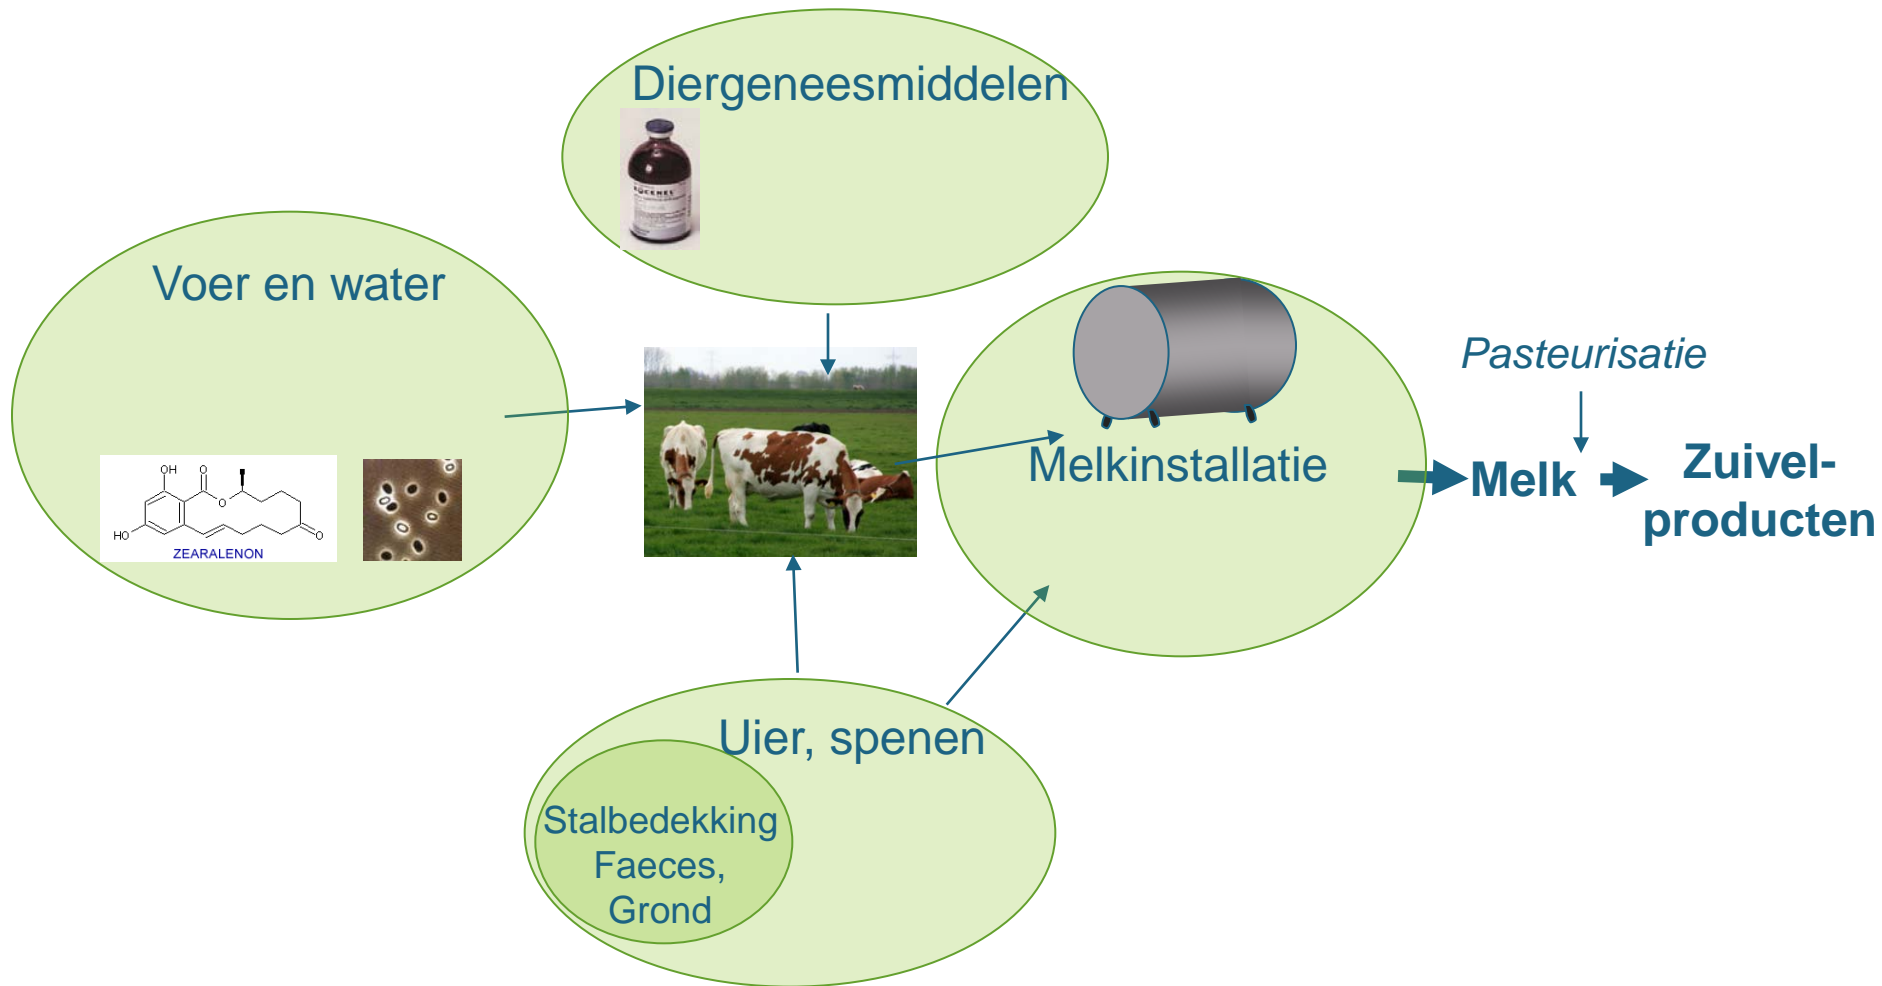 Diergeneesmiddelen
Voer en water
OH
O
O
HO
O
ZEARALENON
Melkinstallatie
Pasteurisatie
Melk
Zuivel-
producten
Uier, spenen
Stalbedekking
Faeces,
Grond